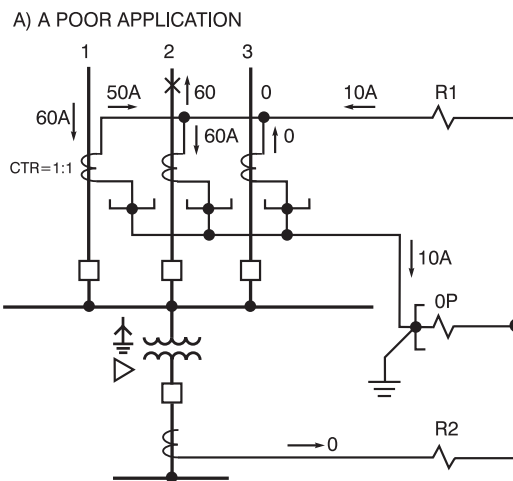 A) A POOR APPLICATION
1 2 3
50A 60 0 10A R1
60A
60A 0
CTR=1:1
10A
0P
R2
0